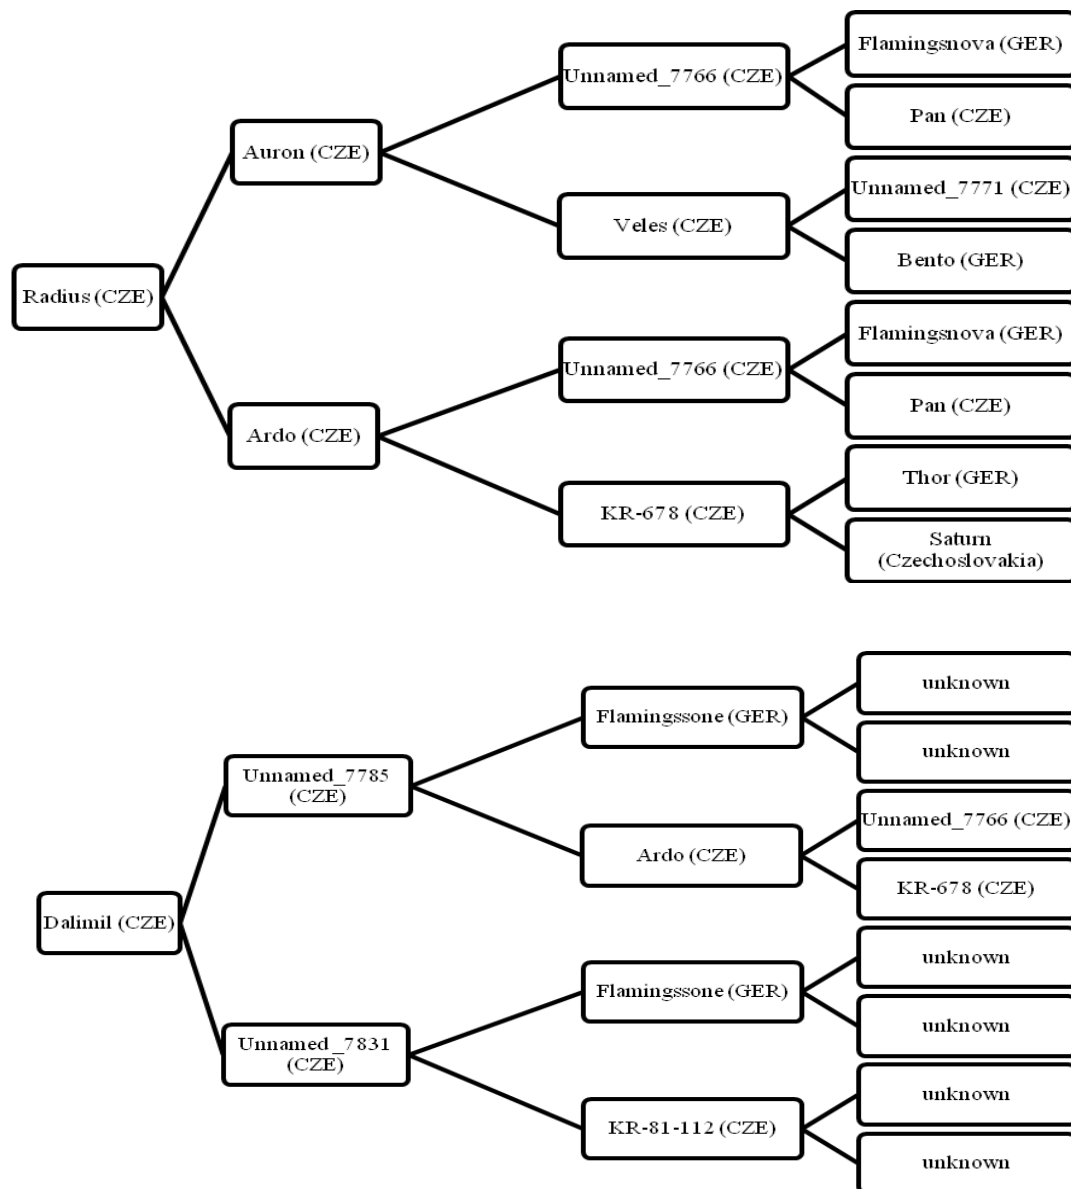 Flamingsnova (GER)
Unnamed_7766 (CZE)
Pan (CZE)
Auron (CZE)
Unnamed_7771 (CZE)
Veles (CZE)
Bento (GER)
Radius (CZE)
Flamingsnova (GER)
Unnamed_7766 (CZE)
Pan (CZE)
Ardo (CZE)
Thor (GER)
KR-678 (CZE)
Saturn
(Czechoslovakia)
unknown
Flamingssone (GER)
unknown
Unnamed_7785
(CZE)
Unnamed_7766 (CZE)
Ardo (CZE)
KR-678 (CZE)
Dalimil (CZE)
unknown
Flamingssone (GER)
unknown
Unnamed_7831
(CZE)
unknown
KR-81-112 (CZE)
unknown